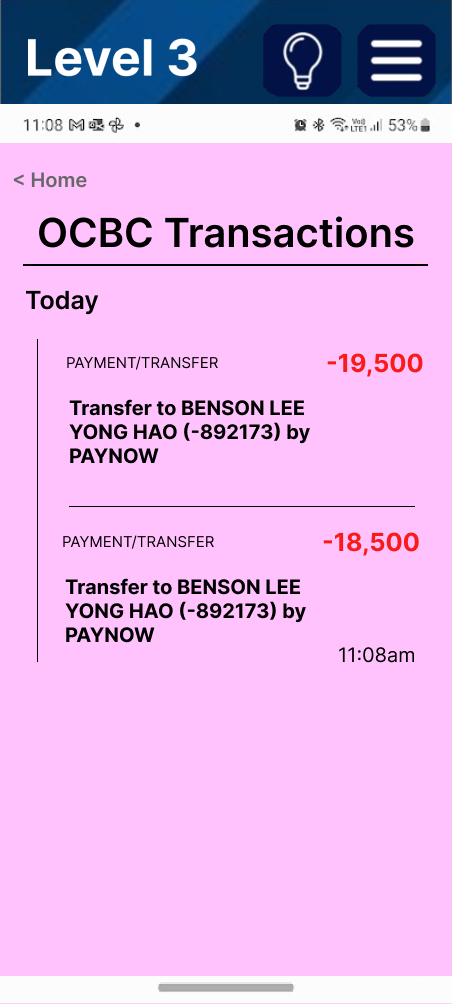 Level 3
11:08
Vo)) LTE1 53%
< Home
OCBC Transactions
Today
PAYMENT/TRANSFER -19,500
Transfer to BENSON LEE
YONG HAO (-892173) by
PAYNOW
PAYMENT/TRANSFER -18,500
Transfer to BENSON LEE
YONG HAO (-892173) by
PAYNOW
11:08am